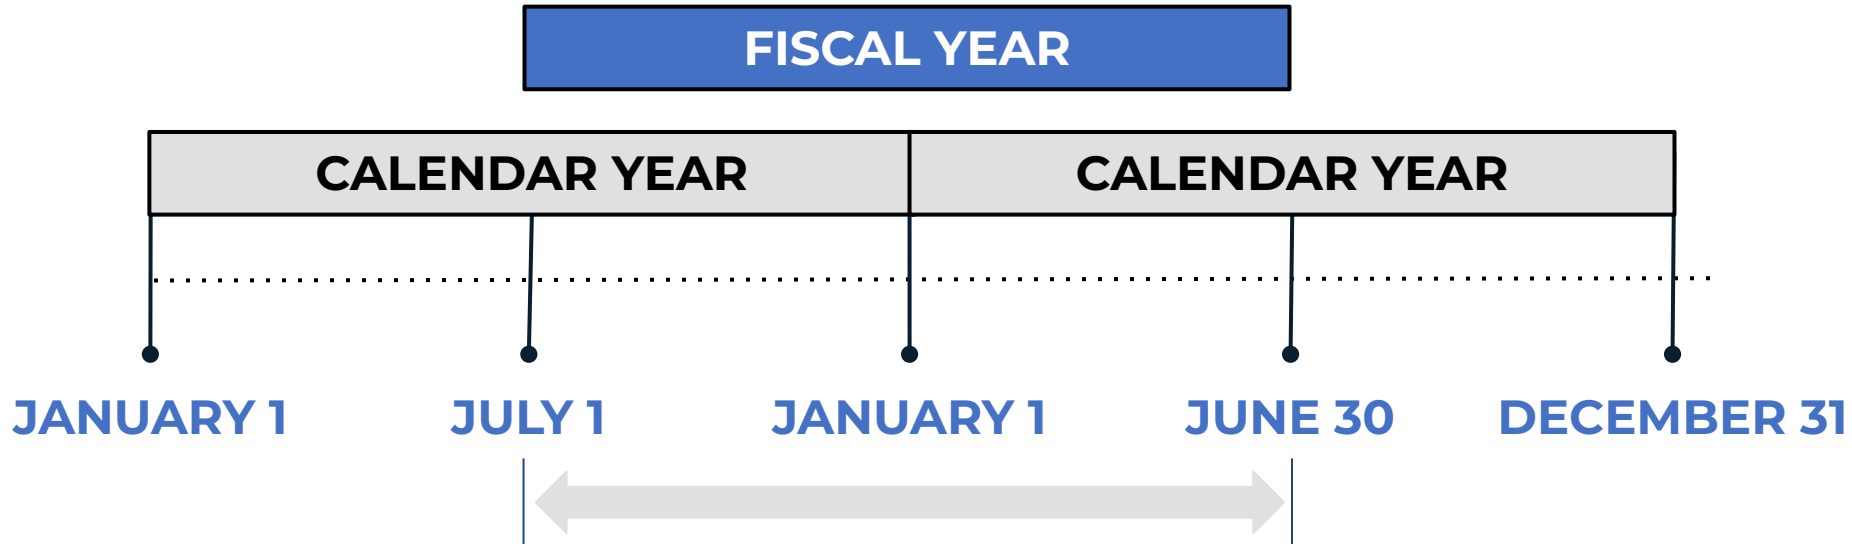 FISCAL YEAR
CALENDAR YEAR
CALENDAR YEAR
JANUARY 1
JULY 1
JANUARY 1
JUNE 30
DECEMBER 31